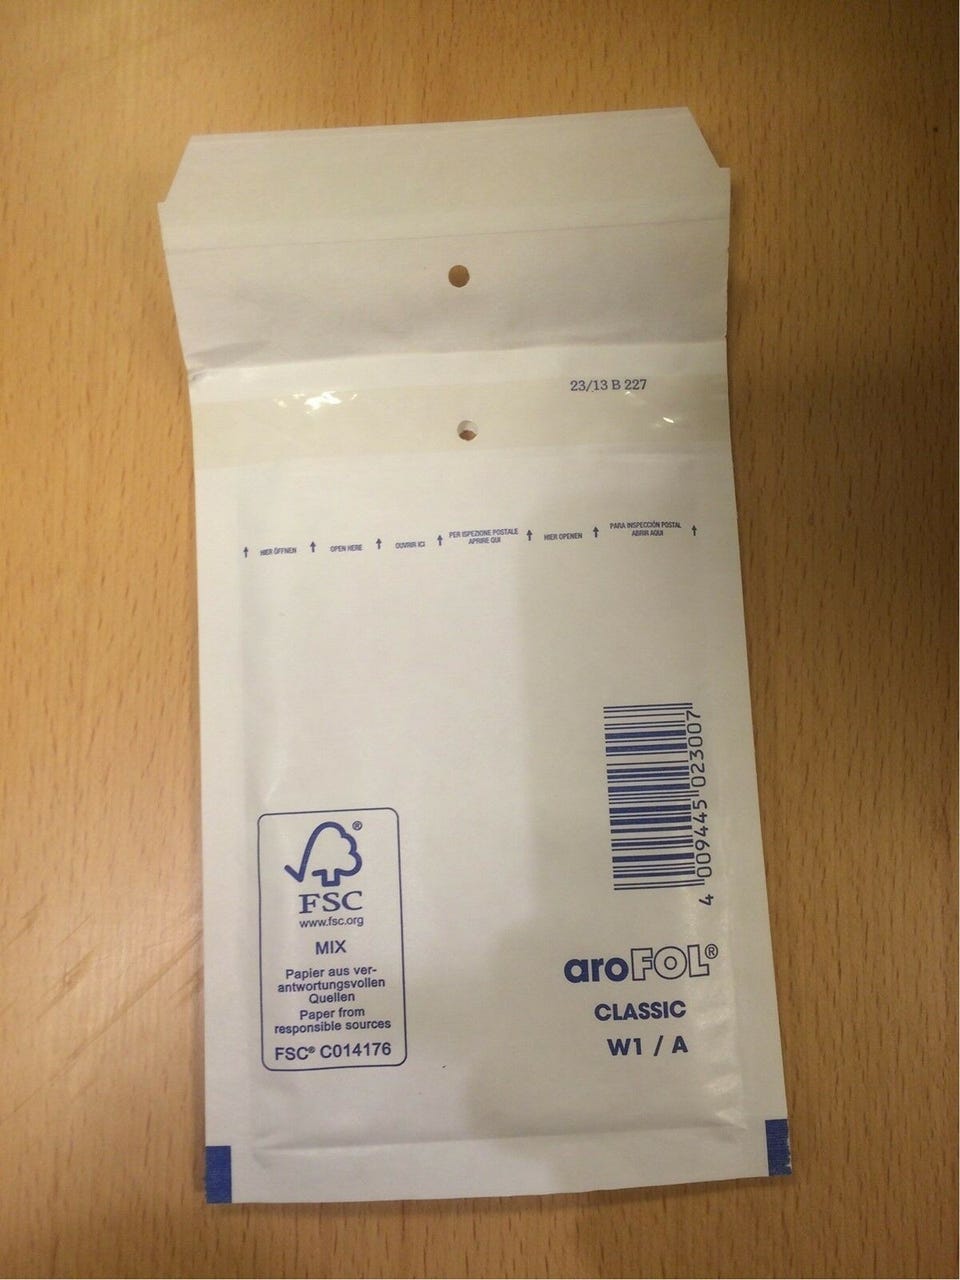 23/13 B 227
HIER ÖFFNEN
OPEN HERE
OUVRIR ICI
PER ISPEZIONE POSTALE
APRIRE QUI
HIER OPENEN
PARA INSPECCIÓN POSTAL
ABRIR AQUI
4 009445 023007
FSC
®
www.fsc.org
MIX
Papier aus ver-
antwortungsvollen
Quellen
Paper from
responsible sources
FSC® C014176
aroFOL®
CLASSIC
W1 / A